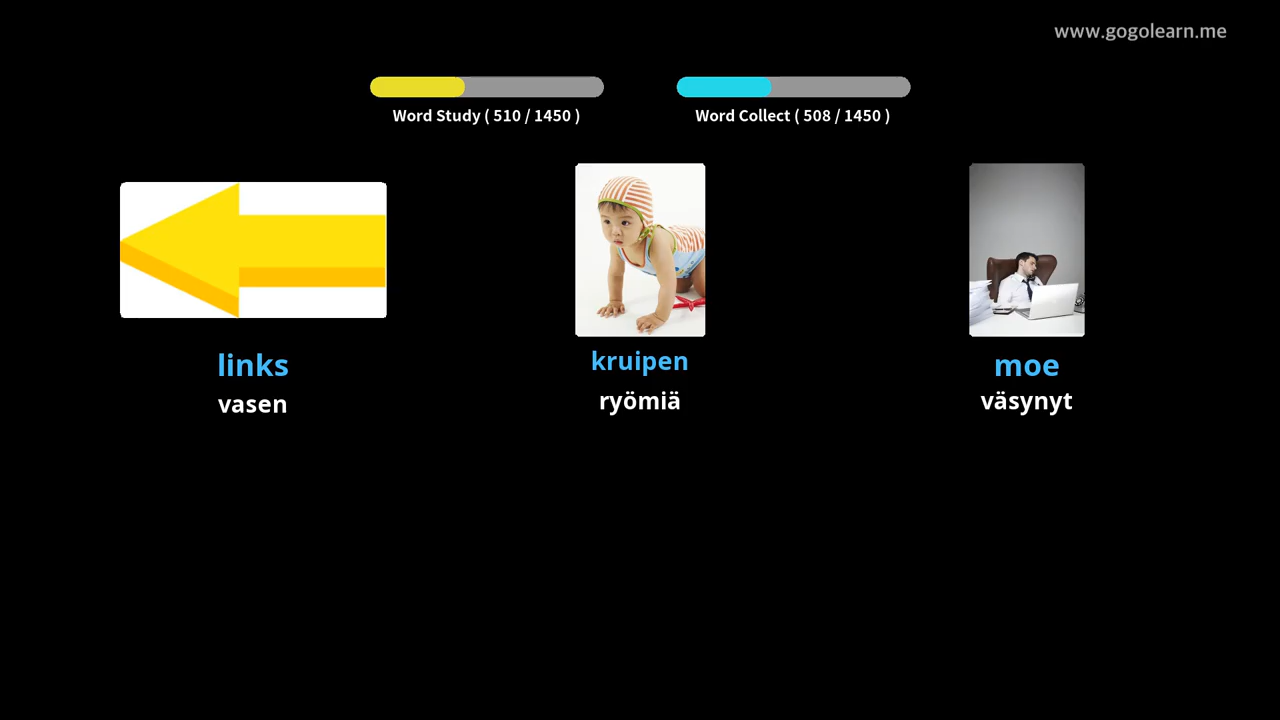 www.gogolearn.me
Word Study ( 510 / 1450 )
Word Collect ( 508 / 1450 )
links
vasen
kruipen
ryömiä
moe
väsynyt